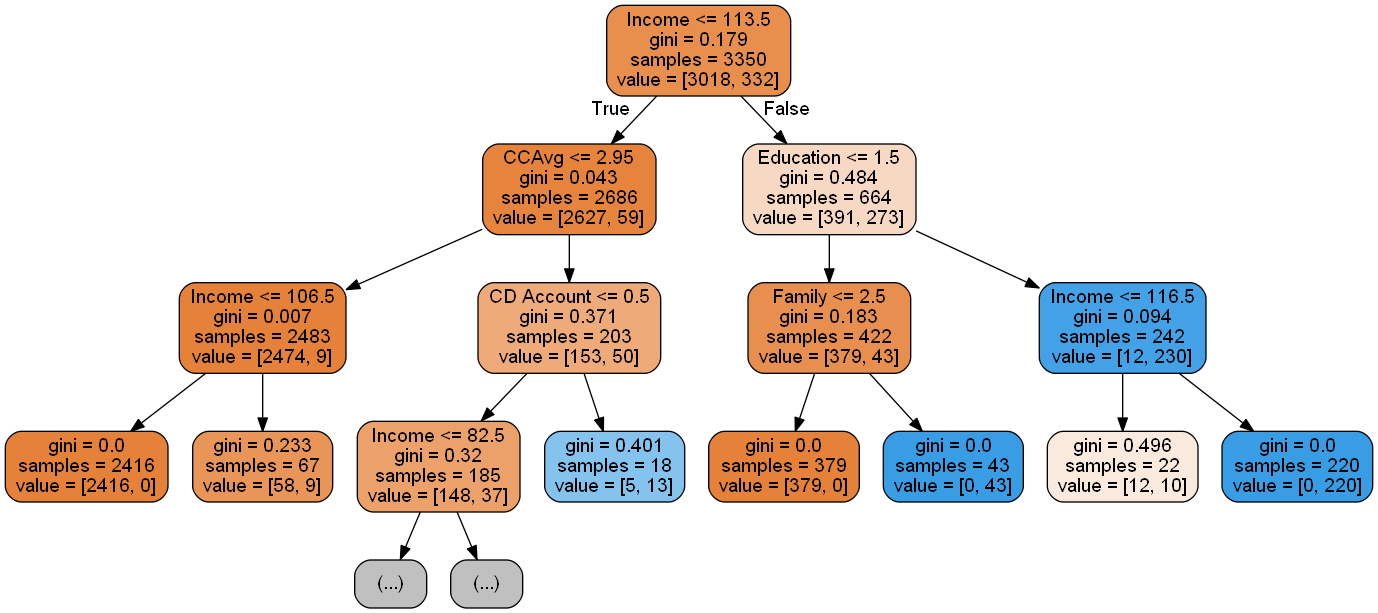 Income <= 113.5
gini = 0.179
samples = 3350
value = [3018, 332]
True
False
CCAvg <= 2.95
gini = 0.043
samples = 2686
value = [2627, 59]
Education <= 1.5
gini = 0.484
samples = 664
value = [391, 273]
Income <= 106.5
gini = 0.007
samples = 2483
value = [2474, 9]
CD Account <= 0.5
gini = 0.371
samples = 203
value = [153, 50]
Family <= 2.5
gini = 0.183
samples = 422
value = [379, 43]
Income <= 116.5
gini = 0.094
samples = 242
value = [12, 230]
gini = 0.0
samples = 2416
value = [2416, 0]
gini = 0.233
samples = 67
value = [58, 9]
Income <= 82.5
gini = 0.32
samples = 185
value = [148, 37]
gini = 0.401
samples = 18
value = [5, 13]
gini = 0.0
samples = 379
value = [379, 0]
gini = 0.0
samples = 43
value = [0, 43]
gini = 0.496
samples = 22
value = [12, 10]
gini = 0.0
samples = 220
value = [0, 220]
(...)
(...)